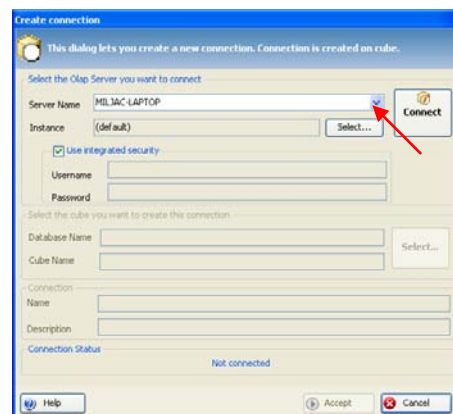 Create connection
This dialog lets you create a new connection. Connection is created on cube.
Select the Olap Server you want to connect
Server Name MILJAC-LAPTOP
Connect
Instance (default) Select...
Use integrated security
Username
Password
Select the cube you want to create this connection
Database Name
Select...
Cube Name
Connection
Name
Description
Connection Status
Not connected
Help Accept Cancel